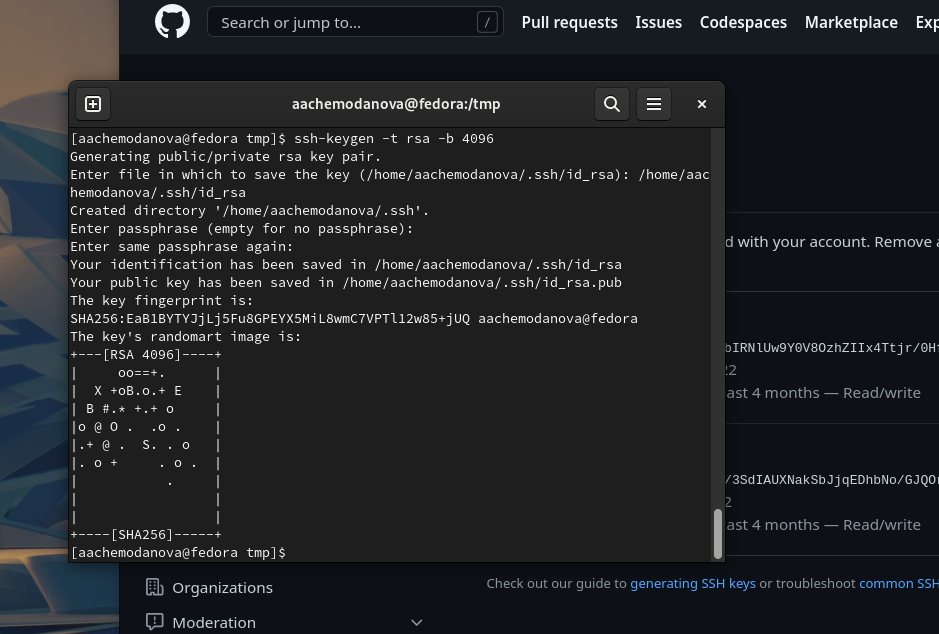 Search or jump to... / Pull requests Issues Codespaces Marketplace Exp
aachemodanova@fedora:/tmp
[aachemodanova@fedora tmp]$ ssh-keygen -t rsa -b 4096
Generating public/private rsa key pair.
Enter file in which to save the key (/home/aachemodanova/.ssh/id_rsa): /home/aac
hemodanova/.ssh/id_rsa
Created directory '/home/aachemodanova/.ssh'.
Enter passphrase (empty for no passphrase):
Enter same passphrase again:
Your identification has been saved in /home/aachemodanova/.ssh/id_rsa
Your public key has been saved in /home/aachemodanova/.ssh/id_rsa.pub
The key fingerprint is:
SHA256:EaB1BYTYJjLj5Fu8GPEYX5MiL8wmC7VPTl12w85+jUQ aachemodanova@fedora
The key's randomart image is:
+---[RSA 4096]----+
|     oo==+.      |
|  X +oB.o.+ E    |
| B #.* +.+ o     |
|o @ O .  .o .    |
|.+ @ .  S. . o   |
|. o +     . o .  |
|           .     |
|                 |
|                 |
+----[SHA256]-----+
[aachemodanova@fedora tmp]$
d with your account. Remove a
bIRNlUw9Y0V8OzhZIIx4Ttjr/0H
22
ast 4 months — Read/write
/3SdIAUXNakSbJjqEDhbNo/GJQO
2
ast 4 months — Read/write
Organizations
Moderation
Check out our guide to generating SSH keys or troubleshoot common SSH